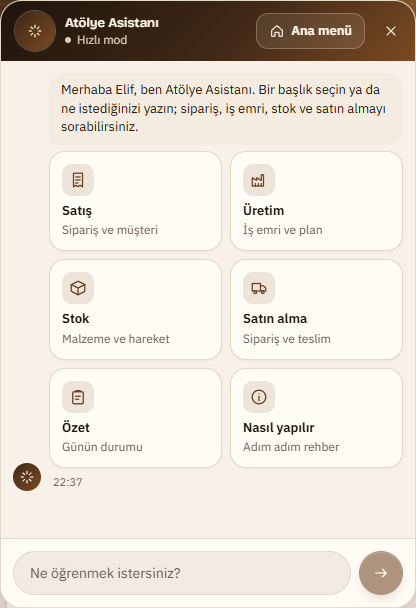 Atölye Asistanı
Hızlı mod
Ana menü
Merhaba Elif, ben Atölye Asistanı. Bir başlık seçin ya da
ne istediğinizi yazın; sipariş, iş emri, stok ve satın almayı
sorabilirsiniz.
Satış
Sipariş ve müşteri
Üretim
İş emri ve plan
Stok
Malzeme ve hareket
Satın alma
Sipariş ve teslim
Özet
Günün durumu
Nasıl yapılır
Adım adım rehber
22:37
Ne öğrenmek istersiniz?